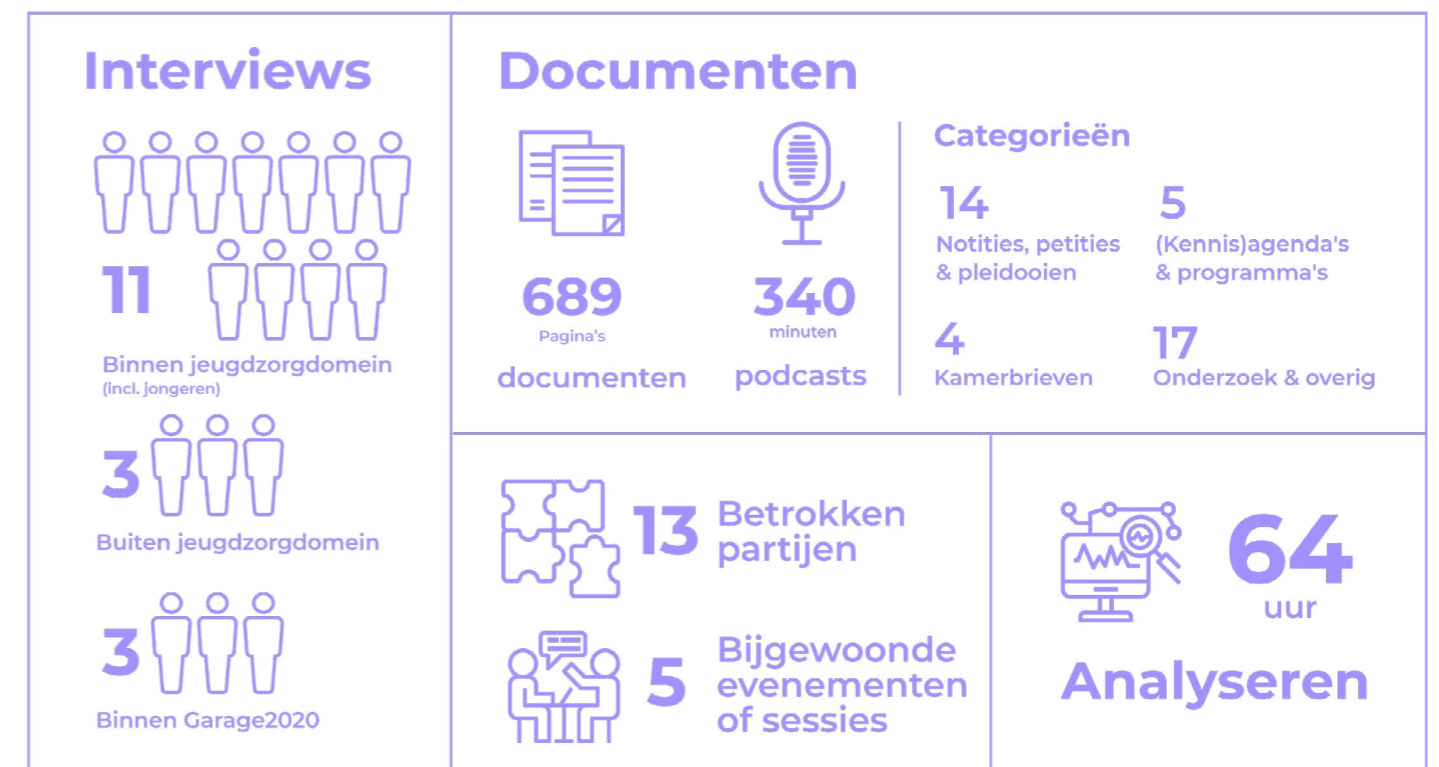 Interviews
11
Binnen jeugdzorgdomein
(incl. jongeren)
3
Buiten jeugdzorgdomein
3
Binnen Garage2020
Documenten
689
Pagina's
documenten
340
minuten
podcasts
Categorieën
14
Notities, petities
& pleidooien
5
(Kennis)agenda's
& programma's
4
Kamerbrieven
17
Onderzoek & overig
13
Betrokken
partijen
5
Bijgewoonde
evenementen
of sessies
64
uur
Analyseren